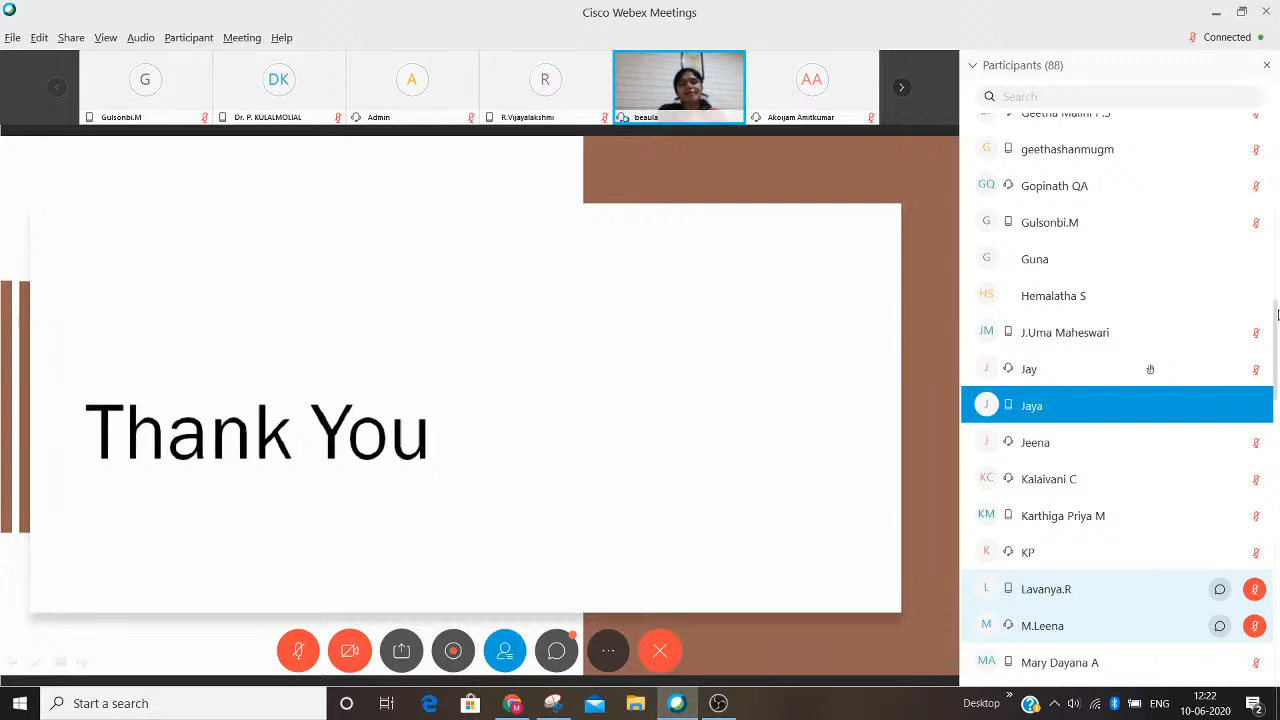 Cisco Webex Meetings
File Edit Share View Audio Participant Meeting Help
Connected
G DK A R AA
Gulsonbi.M Dr. P. KULALMOLIAL Admin R.Vijayalakshmi beaula Akoijam Amitkumar
Participants (88)
Search
Geetha Malini P.S
G geethashanmugm
GQ Gopinath QA
G Gulsonbi.M
G Guna
HS Hemalatha S
JM J.Uma Maheswari
J Jay
J Jaya
J Jeena
KC Kalaivani C
KM Karthiga Priya M
K KP
L Lavanya.R
M M.Leena
MA Mary Dayana A
Thank You
Start a search
Desktop
ENG
12:22
10-06-2020
2